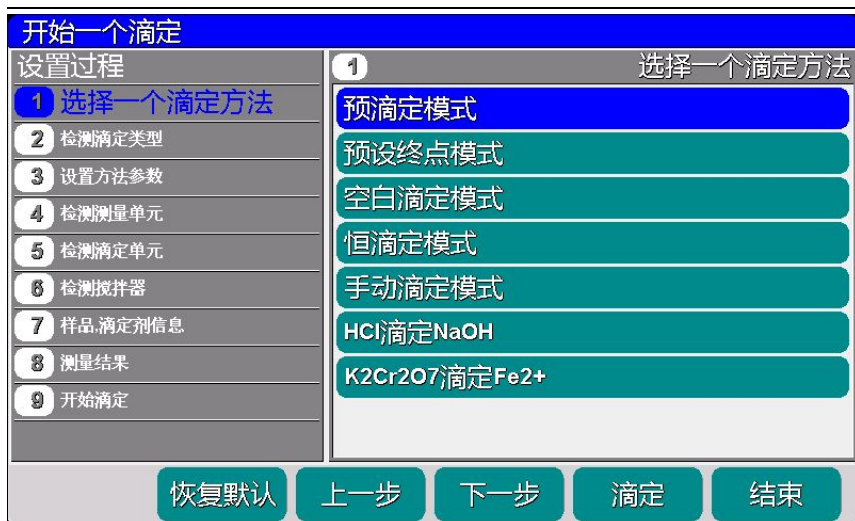 开始一个滴定
设置过程
1 选择一个滴定方法
2 检测滴定类型
3 设置方法参数
4 检测测量单元
5 检测滴定单元
6 检测搅拌器
7 样品,滴定剂信息
8 测量结果
9 开始滴定
1 选择一个滴定方法
预滴定模式
预设终点模式
空白滴定模式
恒滴定模式
手动滴定模式
HCl滴定NaOH
K2Cr2O7滴定Fe2+
恢复默认 上一步 下一步 滴定 结束